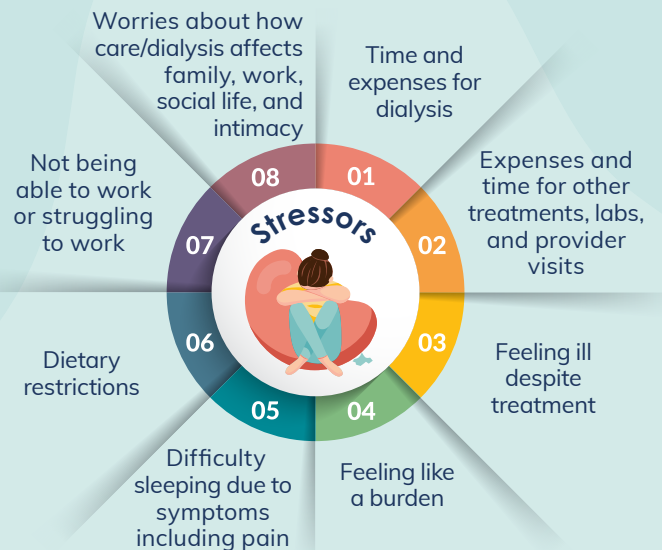 Stressors
01
Time and
expenses for
dialysis
02
Expenses and
time for other
treatments, labs,
and provider
visits
03
Feeling ill
despite
treatment
04
Feeling like
a burden
05
Difficulty
sleeping due to
symptoms
including pain
06
Dietary
restrictions
07
Not being
able to work
or struggling
to work
08
Worries about how
care/dialysis affects
family, work,
social life, and
intimacy